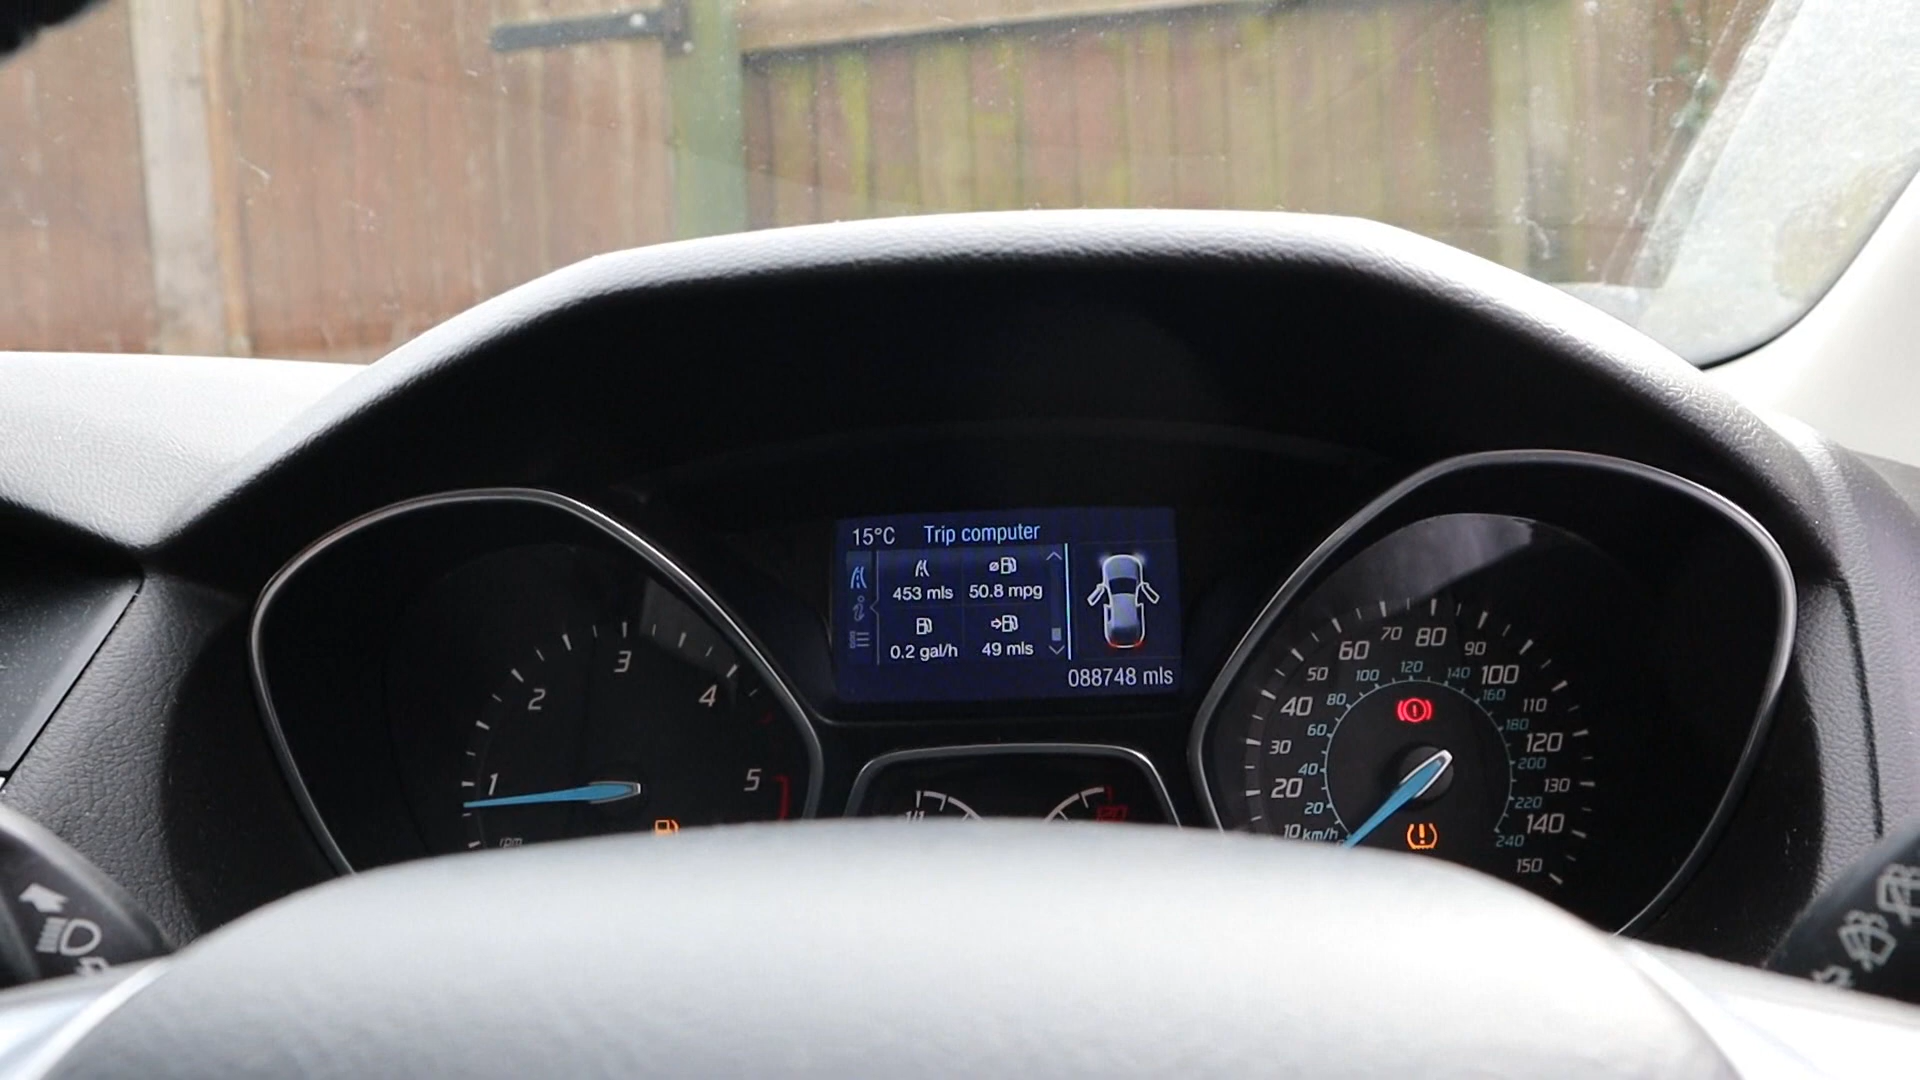 15°C Trip computer
453 mls 50.8 mpg
0.2 gal/h 49 mls
088748 mls
1 2 3 4 5
rpm
10 20 30 40 50 60 70 80 90 100 110 120 130 140 150
km/h 20 40 60 80 100 120 140 160 180 200 220 240